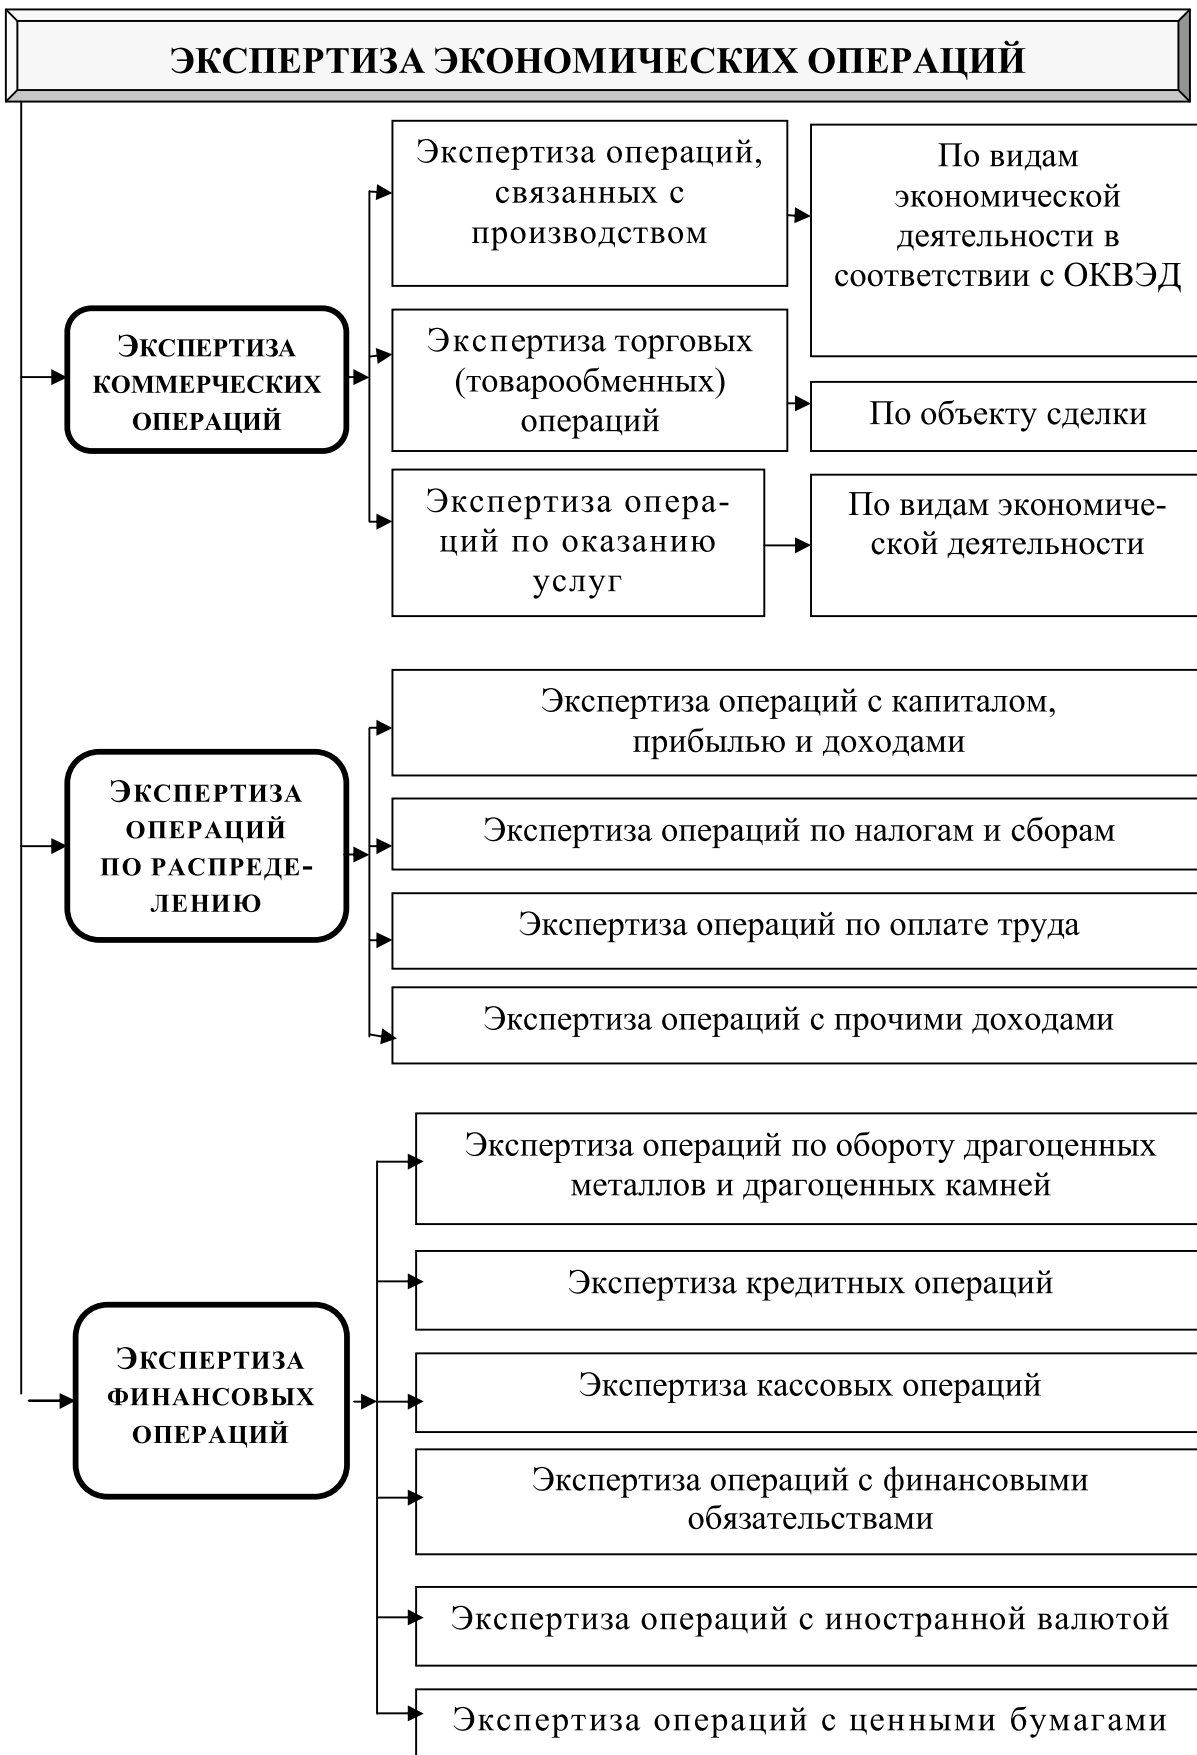 ЭКСПЕРТИЗА ЭКОНОМИЧЕСКИХ ОПЕРАЦИЙ
Экспертиза операций,
связанных с
производством
По видам
экономической
деятельности в
соответствии с ОКВЭД
ЭКСПЕРТИЗА
КОММЕРЧЕСКИХ
ОПЕРАЦИЙ
Экспертиза торговых
(товарообменных)
операций
По объекту сделки
Экспертиза опера-
ций по оказанию
услуг
По видам экономиче-
ской деятельности
ЭКСПЕРТИЗА
ОПЕРАЦИЙ
ПО РАСПРЕДЕ-
ЛЕНИЮ
Экспертиза операций с капиталом,
прибылью и доходами
Экспертиза операций по налогам и сборам
Экспертиза операций по оплате труда
Экспертиза операций с прочими доходами
ЭКСПЕРТИЗА
ФИНАНСОВЫХ
ОПЕРАЦИЙ
Экспертиза операций по обороту драгоценных
металлов и драгоценных камней
Экспертиза кредитных операций
Экспертиза кассовых операций
Экспертиза операций с финансовыми
обязательствами
Экспертиза операций с иностранной валютой
Экспертиза операций с ценными бумагами